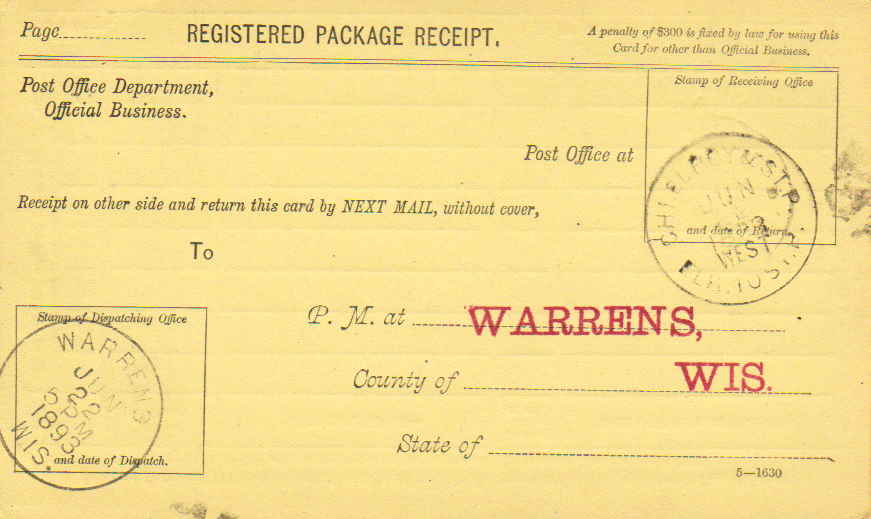 Page
REGISTERED PACKAGE RECEIPT.
A penalty of $300 is fixed by law for using this
Card for other than Official Business.
Post Office Department,
Official Business.
Stamp of Receiving Office
Post Office at
JUN
WEST
and date of Return.
Receipt on other side and return this card by NEXT MAIL, without cover,
To
Stamp of Dispatching Office
WARRENS
JUN
22
5 PM
1893
WIS.
and date of Dispatch.
P. M. at WARRENS,
County of WIS.
State of
5—1630